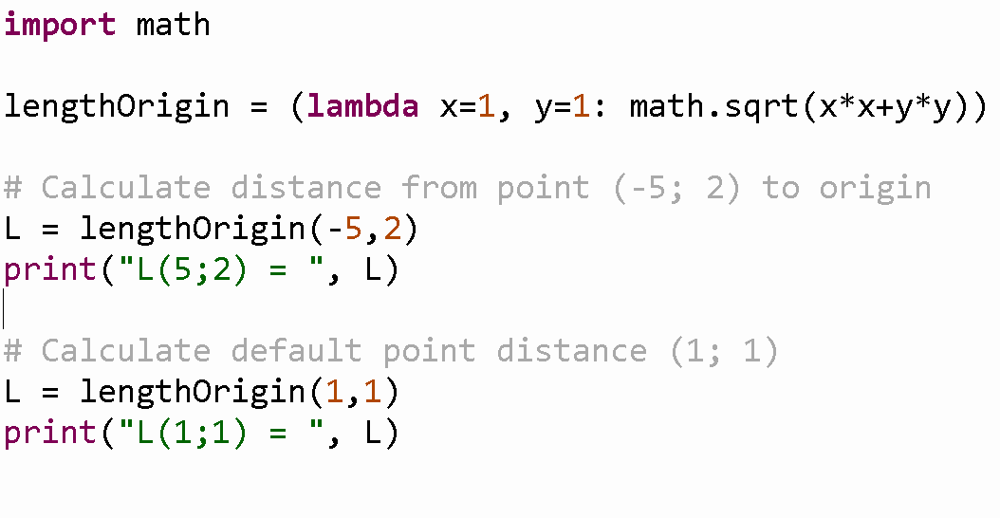 import math
lengthOrigin = (lambda x=1, y=1: math.sqrt(x*x+y*y))
# Calculate distance from point (-5; 2) to origin
L = lengthOrigin(-5,2)
print("L(5;2) = ", L)
# Calculate default point distance (1; 1)
L = lengthOrigin(1,1)
print("L(1;1) = ", L)